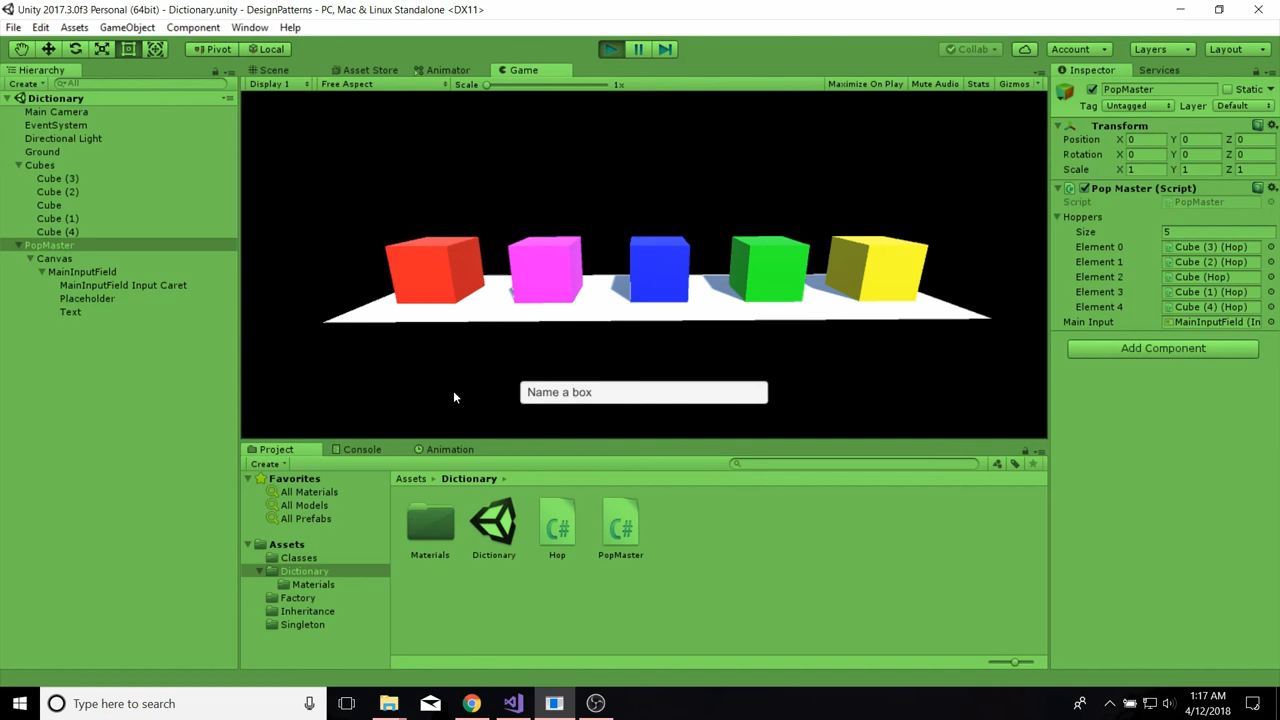 Unity 2017.3.0f3 Personal (64bit) - Dictionary.unity - DesignPatterns - PC, Mac & Linux Standalone <DX11>
File Edit Assets GameObject Component Window Help
Pivot Local Collab Account Layers Layout
Hierarchy Scene Asset Store Animator Game Inspector Services
Create All Display 1 Free Aspect Scale 1x Maximize On Play Mute Audio Stats Gizmos PopMaster Static
Dictionary
Tag Untagged Layer Default
Main Camera
EventSystem
Directional Light
Ground
Cubes
Cube (3)
Cube (2)
Cube
Cube (1)
Cube (4)
PopMaster
Canvas
MainInputField
MainInputField Input Caret
Placeholder
Text
Transform
Position X 0 Y 0 Z 0
Rotation X 0 Y 0 Z 0
Scale X 1 Y 1 Z 1
Pop Master (Script)
Script PopMaster
Hoppers
Size 5
Element 0 Cube (3) (Hop)
Element 1 Cube (2) (Hop)
Element 2 Cube (Hop)
Element 3 Cube (1) (Hop)
Element 4 Cube (4) (Hop)
Main Input MainInputField (In
Add Component
Name a box
Project Console Animation
Create
Favorites
All Materials
All Models
All Prefabs
Assets
Classes
Dictionary
Materials
Factory
Inheritance
Singleton
Assets Dictionary
C# C#
Materials Dictionary Hop PopMaster
Type here to search
1:17 AM
4/12/2018